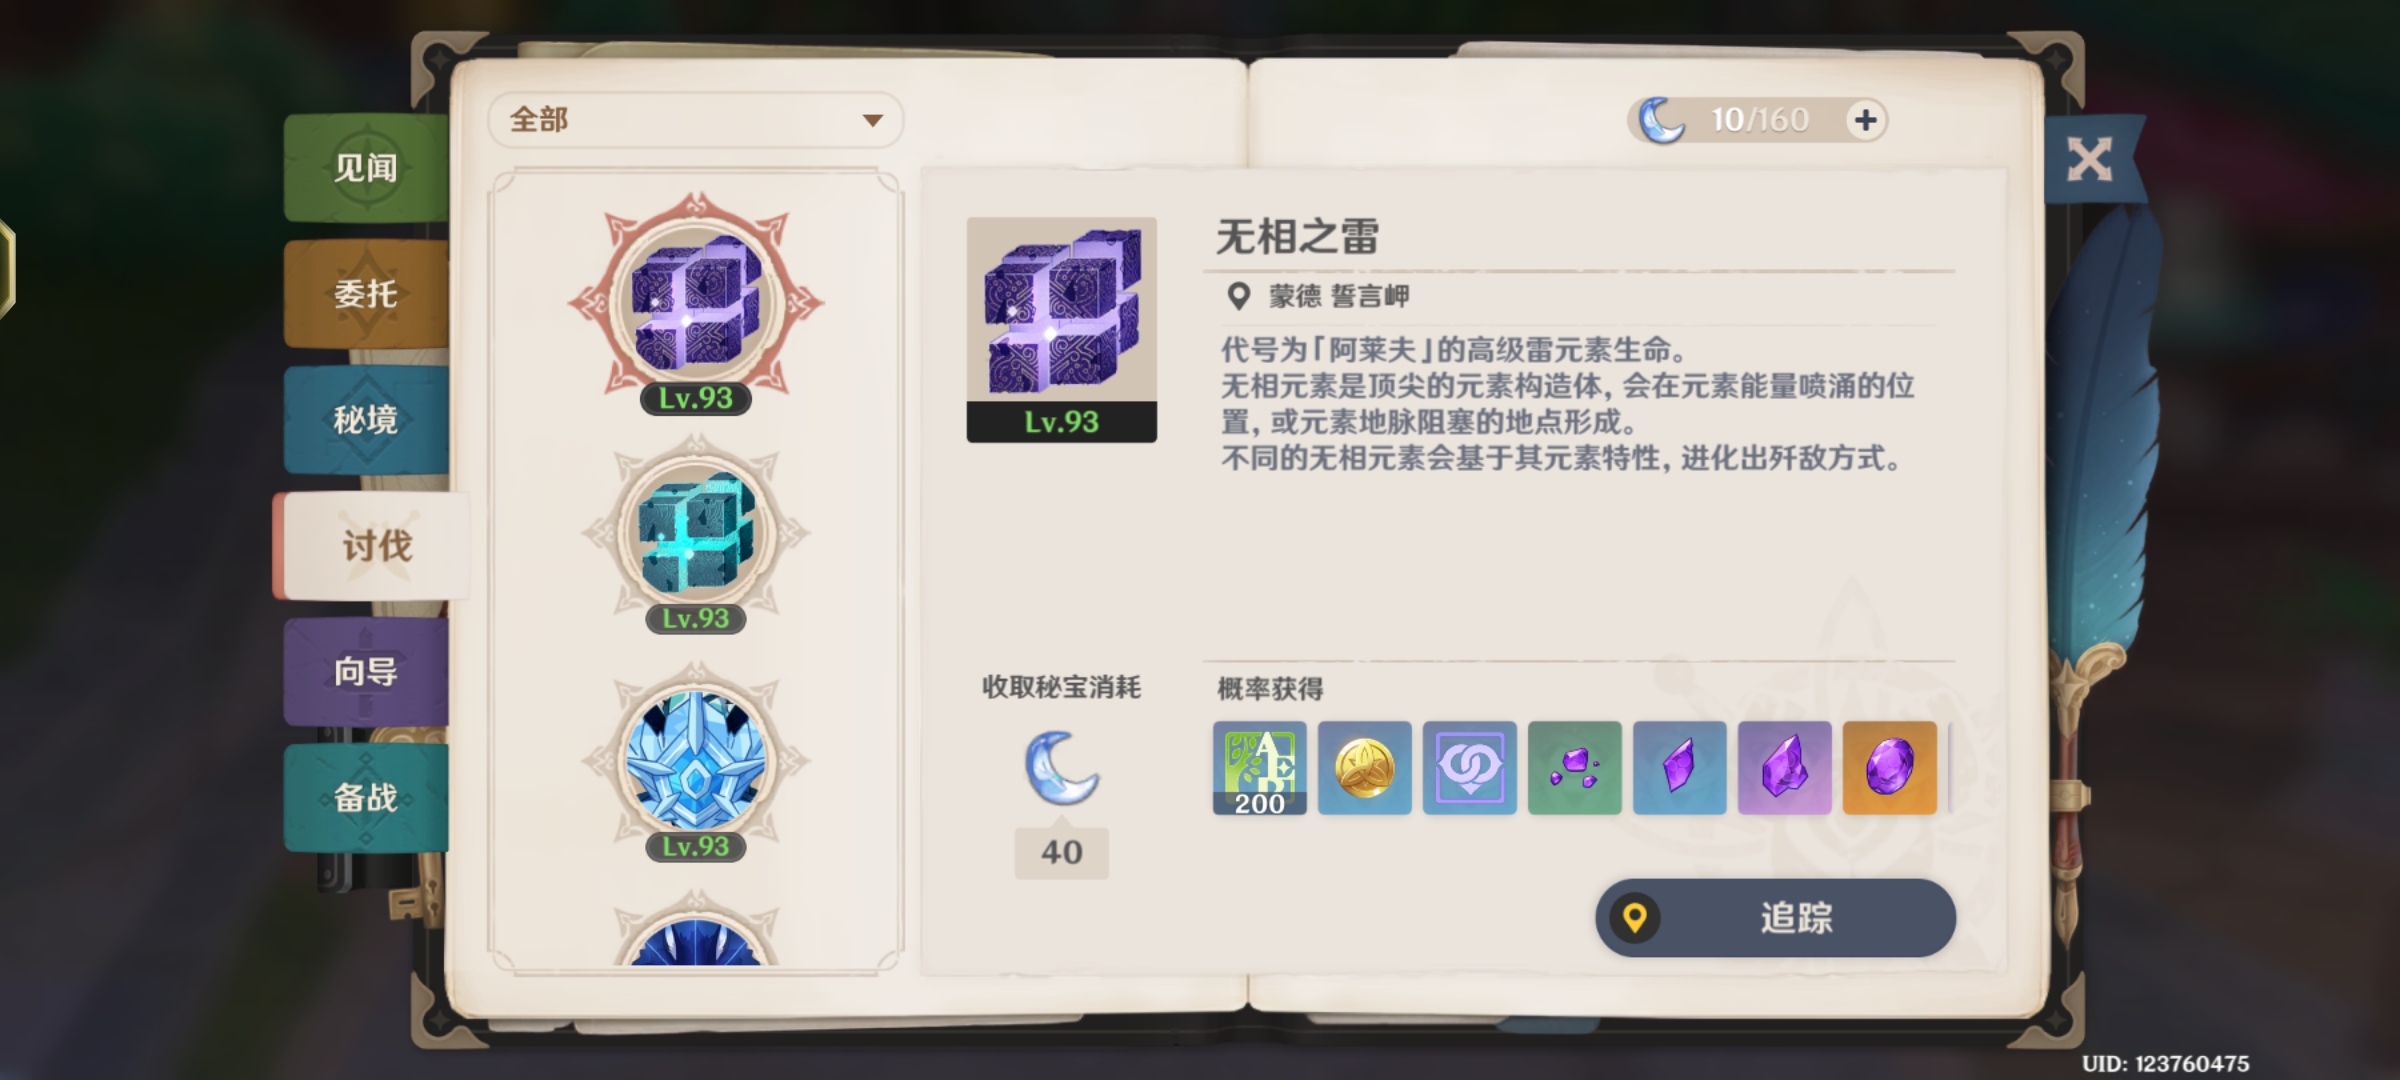 全部
10/160
见闻
委托
秘境
讨伐
向导
备战
Lv.93
Lv.93
Lv.93
Lv.93
无相之雷
蒙德 誓言岬
代号为「阿莱夫」的高级雷元素生命。
无相元素是顶尖的元素构造体, 会在元素能量喷涌的位
置, 或元素地脉阻塞的地点形成。
不同的无相元素会基于其元素特性, 进化出歼敌方式。
收取秘宝消耗
40
概率获得
200
追踪
UID: 123760475